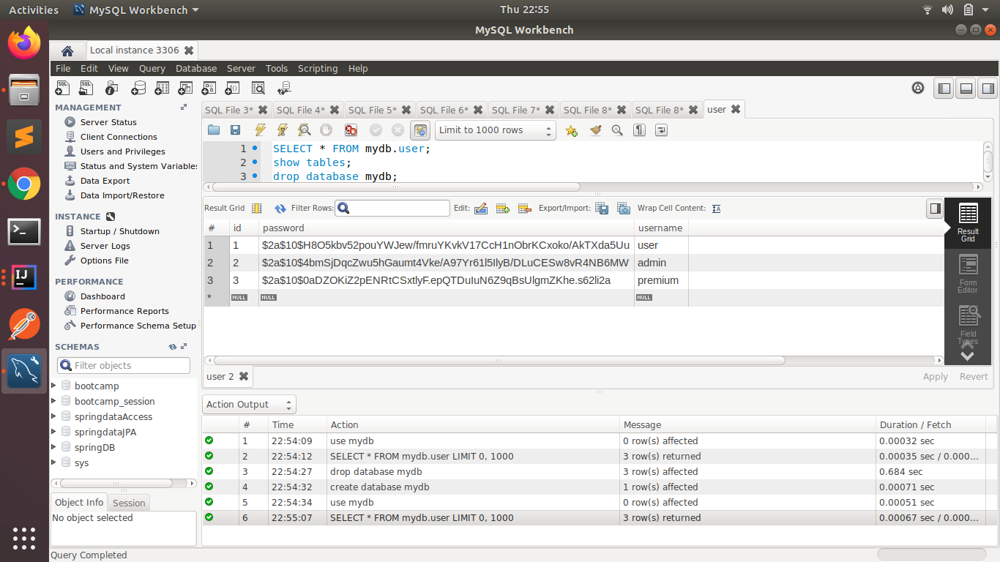 Activities MySQL Workbench Thu 22:55
MySQL Workbench
Local instance 3306
File Edit View Query Database Server Tools Scripting Help
MANAGEMENT
Server Status
Client Connections
Users and Privileges
Status and System Variables
Data Export
Data Import/Restore
INSTANCE
Startup / Shutdown
Server Logs
Options File
PERFORMANCE
Dashboard
Performance Reports
Performance Schema Setup
SCHEMAS
Filter objects
bootcamp
bootcamp_session
springdataAccess
springdataJPA
springDB
sys
Object Info Session
No object selected
SQL File 3* SQL File 4* SQL File 5* SQL File 6* SQL File 7* SQL File 8* SQL File 8* user
Limit to 1000 rows
1 SELECT * FROM mydb.user;
2 show tables;
3 drop database mydb;
Result Grid Filter Rows: Edit: Export/Import: Wrap Cell Content:
# id password username
1 1 $2a$10$H8O5kbv52pouYWJew/fmruYKvkV17CcH1nObrKCxoko/AkTXda5Uu user
2 2 $2a$10$4bmSjDqcZwu5hGaumt4Vke/A97Yr61l5IlyB/DLuCESw8vR4NB6MW admin
3 3 $2a$10$0aDZOKiZ2pENRtCSxtlyF.epQTDuIuN6Z9qBsUlgmZKhe.s62li2a premium
* NULL NULL NULL
Result
Grid
Form
Editor
Field
Types
user 2 Apply Revert
Action Output
# Time Action Message Duration / Fetch
1 22:54:09 use mydb 0 row(s) affected 0.00032 sec
2 22:54:12 SELECT * FROM mydb.user LIMIT 0, 1000 3 row(s) returned 0.00035 sec / 0.000...
3 22:54:27 drop database mydb 3 row(s) affected 0.684 sec
4 22:54:32 create database mydb 1 row(s) affected 0.00071 sec
5 22:54:34 use mydb 0 row(s) affected 0.00051 sec
6 22:55:07 SELECT * FROM mydb.user LIMIT 0, 1000 3 row(s) returned 0.00067 sec / 0.000...
Query Completed